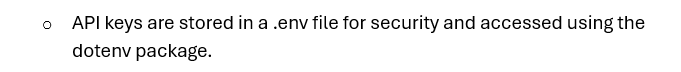 ○ API keys are stored in a .env file for security and accessed using the
dotenv package.